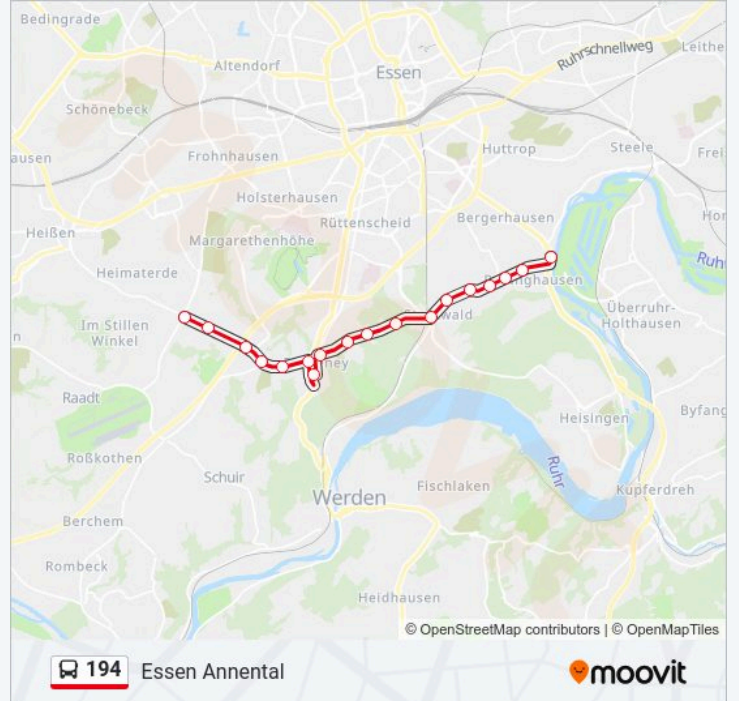 Bedingrade
Ruhrschnellweg
Leithe
Altendorf
Essen
Schönebeck
Huttrop
Steele
Frei
ausen
Frohnhausen
Holsterhausen
Rüttenscheid
Bergerhausen
Hor
Heißen
Margarethenhöhe
Ruh
Heimaterde
inghausen
Überruhr-
Holthausen
Im Stillen
Winkel
wald
n
ney
Raadt
Heisingen
Byfang
Roßkothen
Schuir
Werden
Fischlaken
Ruhr
Kupferdreh
Berchem
Rombeck
Heidhausen
© OpenStreetMap contributors | © OpenMapTiles
194 Essen Annental
moovit